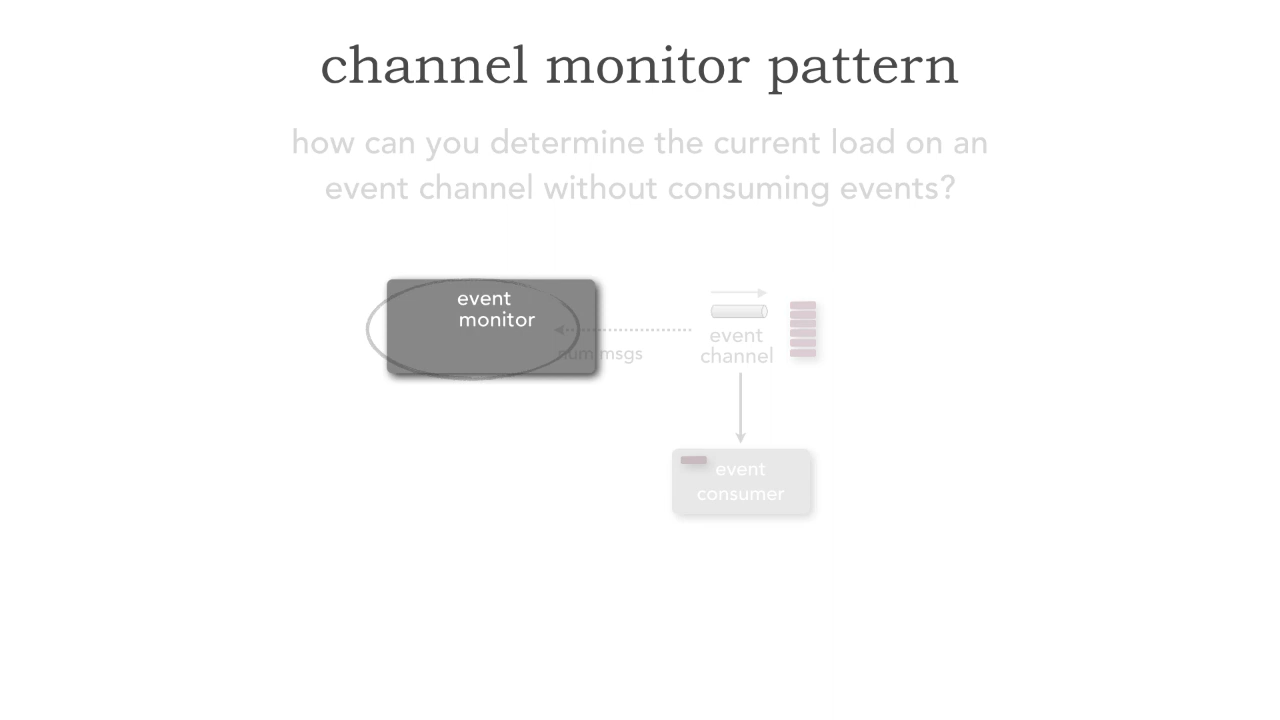 channel monitor pattern
how can you determine the current load on an
event channel without consuming events?
event
monitor
num msgs
event
channel
event
consumer